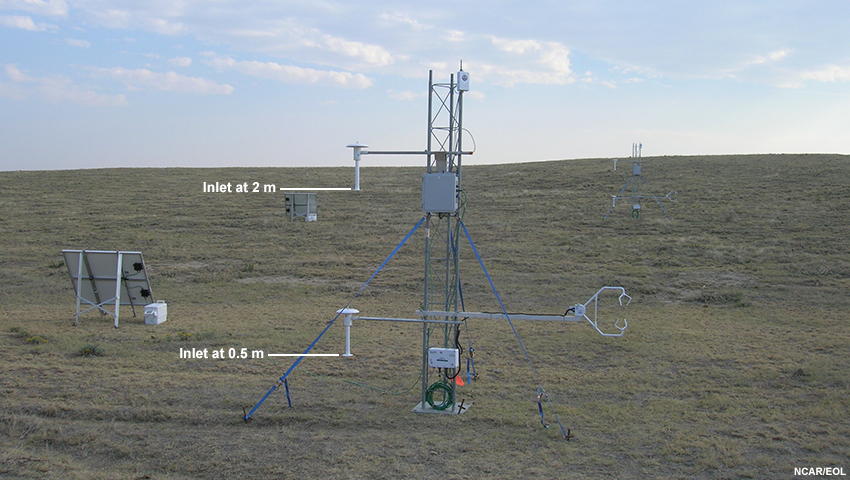 Inlet at 2 m
Inlet at 0.5 m
NCAR/EOL